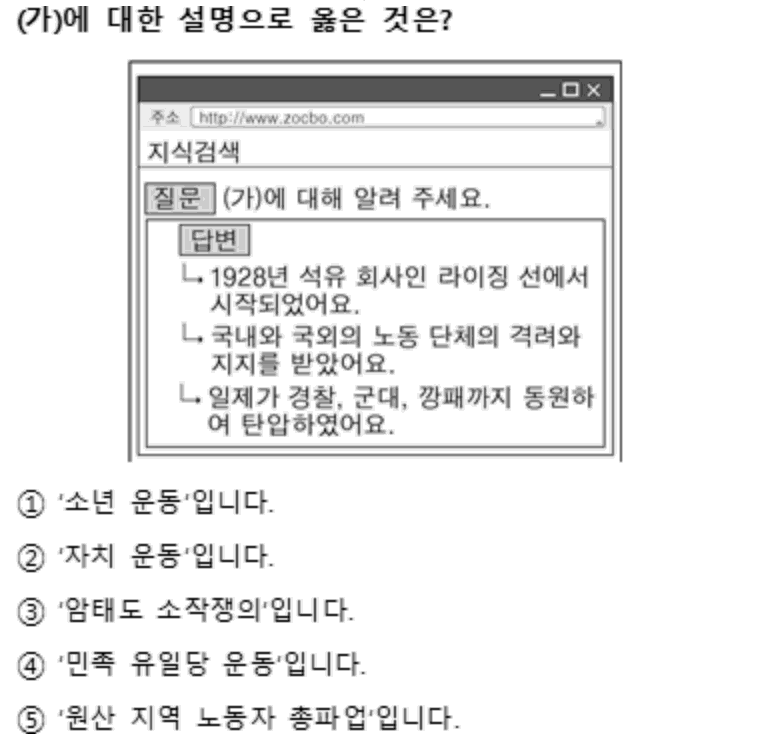 (가)에 대한 설명으로 옳은 것은?
주소 http://www.zocbo.com
지식검색
질문 (가)에 대해 알려 주세요.
답변
1928년 석유 회사인 라이징 선에서
시작되었어요.
국내와 국외의 노동 단체의 격려와
지지를 받았어요.
일제가 경찰, 군대, 깡패까지 동원하
여 탄압하였어요.
① ‘소년 운동‘입니다.
② ‘자치 운동‘입니다.
③ ‘암태도 소작쟁의‘입니다.
④ ‘민족 유일당 운동‘입니다.
⑤ ‘원산 지역 노동자 총파업‘입니다.